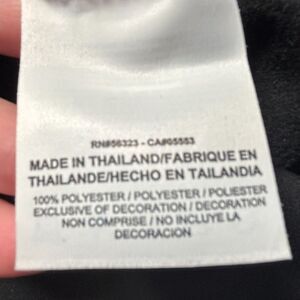 RN#56323 - CA#05553
MADE IN THAILAND/FABRIQUE EN
THAILANDE/HECHO EN TAILANDIA
100% POLYESTER / POLYESTER / POLIESTER
EXCLUSIVE OF DECORATION / DECORATION
NON COMPRISE / NO INCLUYE LA
DECORACION